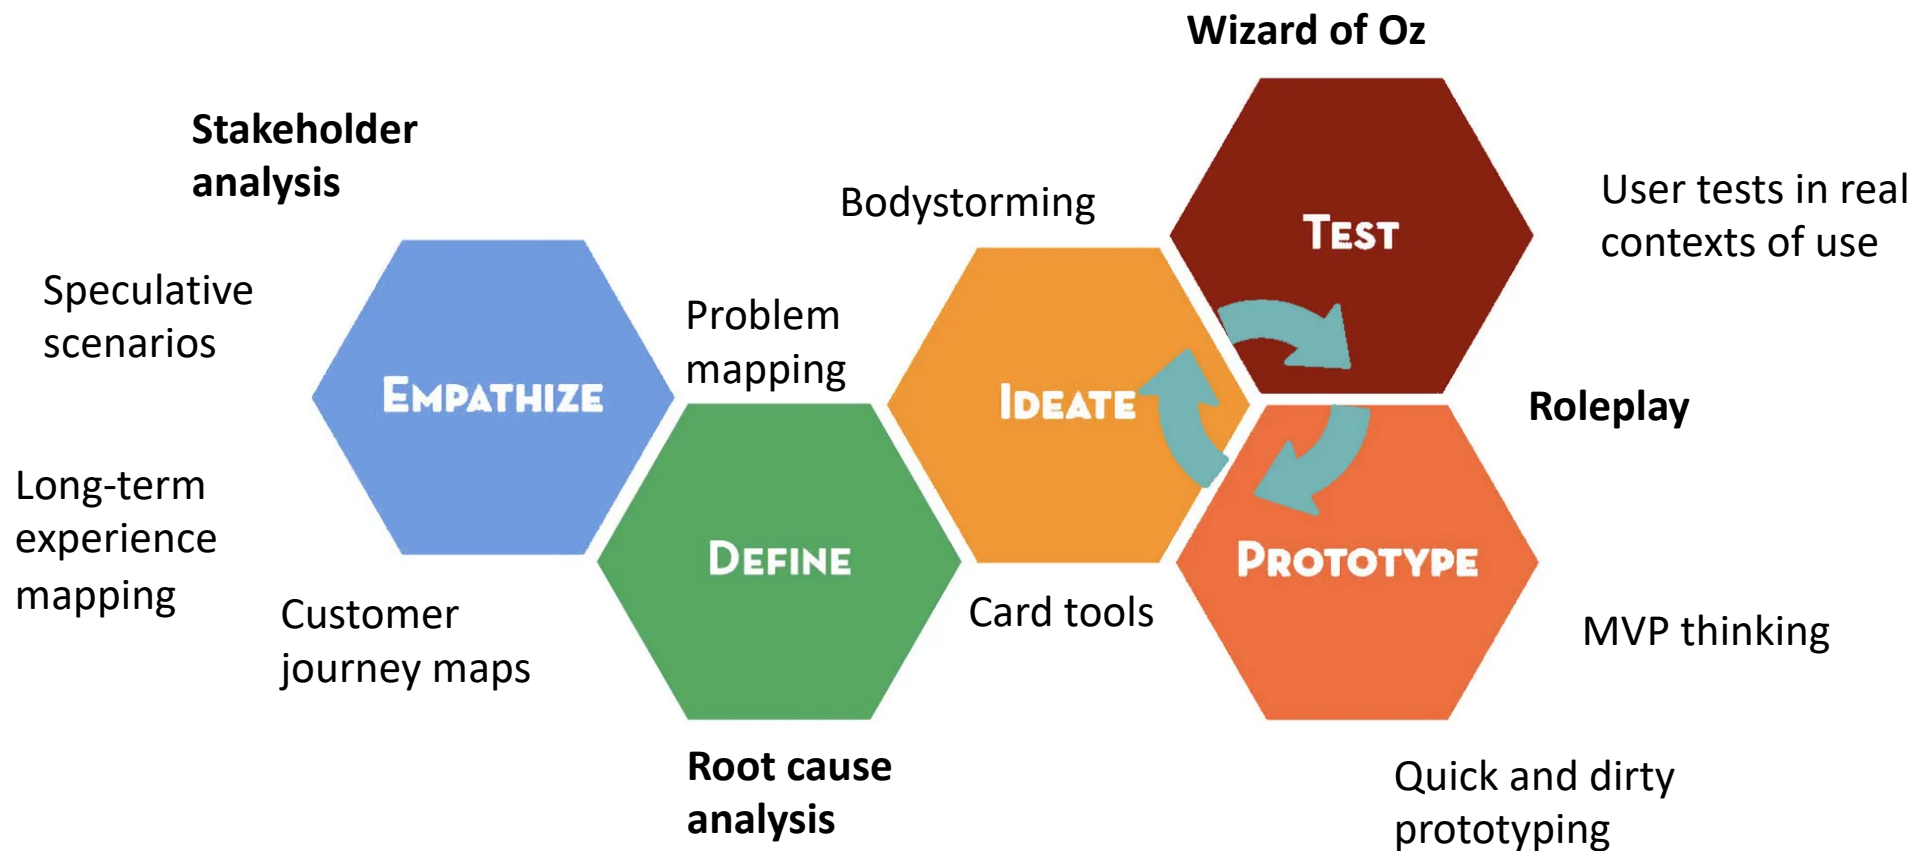 Wizard of Oz
Stakeholder
analysis
Bodystorming
User tests in real
contexts of use
TEST
Speculative
scenarios
Problem
mapping
EMPATHIZE
IDEATE
Roleplay
Long-term
experience
mapping
DEFINE
PROTOTYPE
Customer
journey maps
Card tools
MVP thinking
Root cause
analysis
Quick and dirty
prototyping